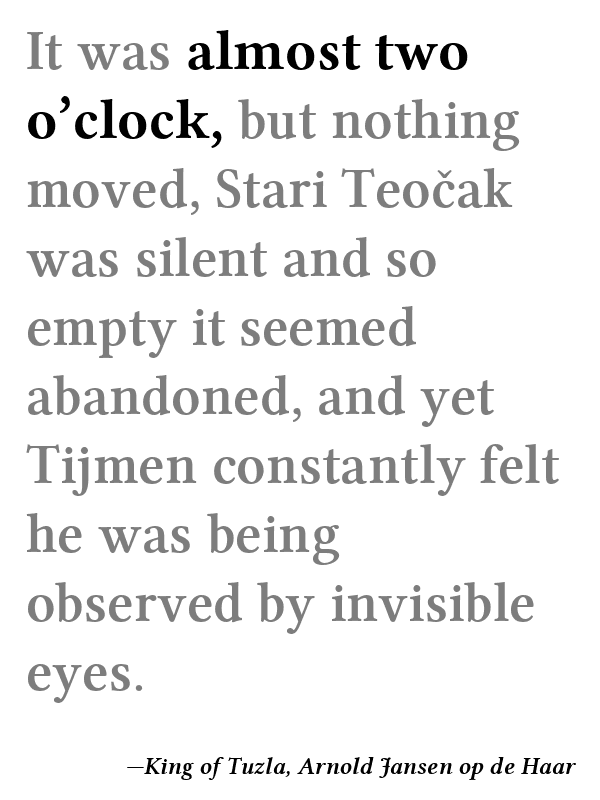 It was almost two
o’clock, but nothing
moved, Stari Teočak
was silent and so
empty it seemed
abandoned, and yet
Tijmen constantly felt
he was being
observed by invisible
eyes.
—King of Tuzla, Arnold Jansen op de Haar